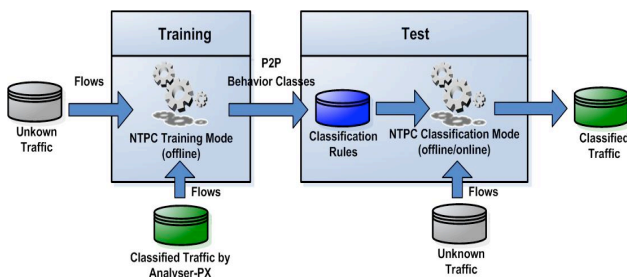 Training
Test
Flows
P2P
Behavior Classes
Unkown
Traffic
NTPC Training Mode
(offline)
Classification
Rules
NTPC Classification Mode
(offline/online)
Classified
Traffic
Flows
Flows
Classified Traffic by
Analyser-PX
Unknown
Traffic